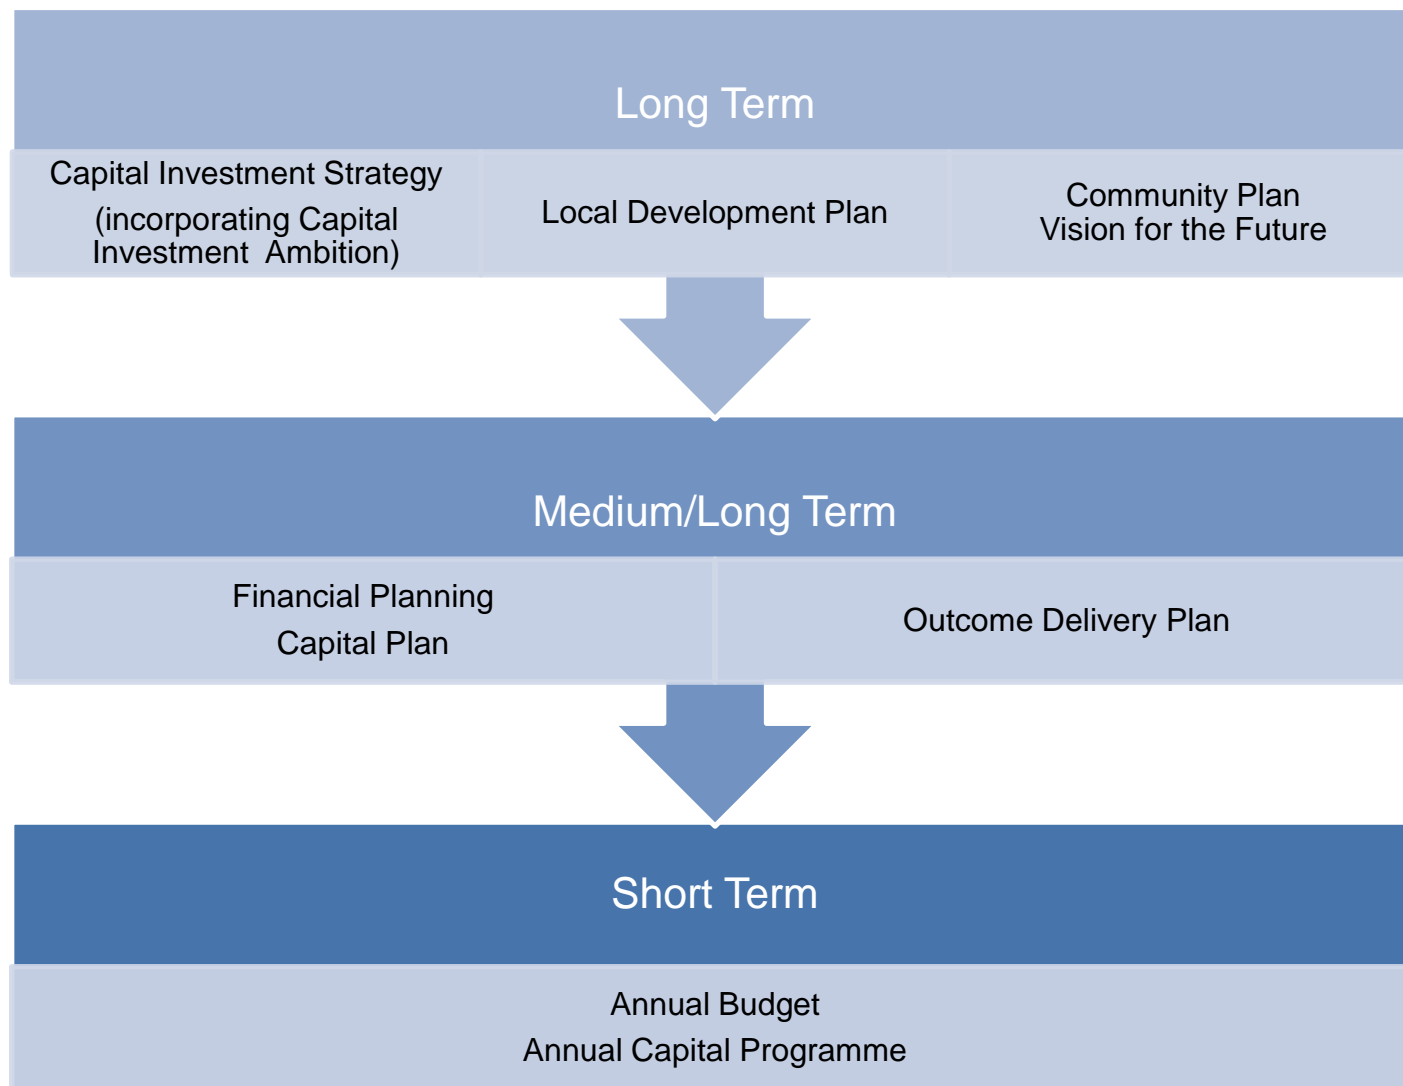 Long Term
Capital Investment Strategy
(incorporating Capital
Investment  Ambition)
Local Development Plan
Community Plan
Vision for the Future
Medium/Long Term
Financial Planning
Capital Plan
Outcome Delivery Plan
Short Term
Annual Budget
Annual Capital Programme